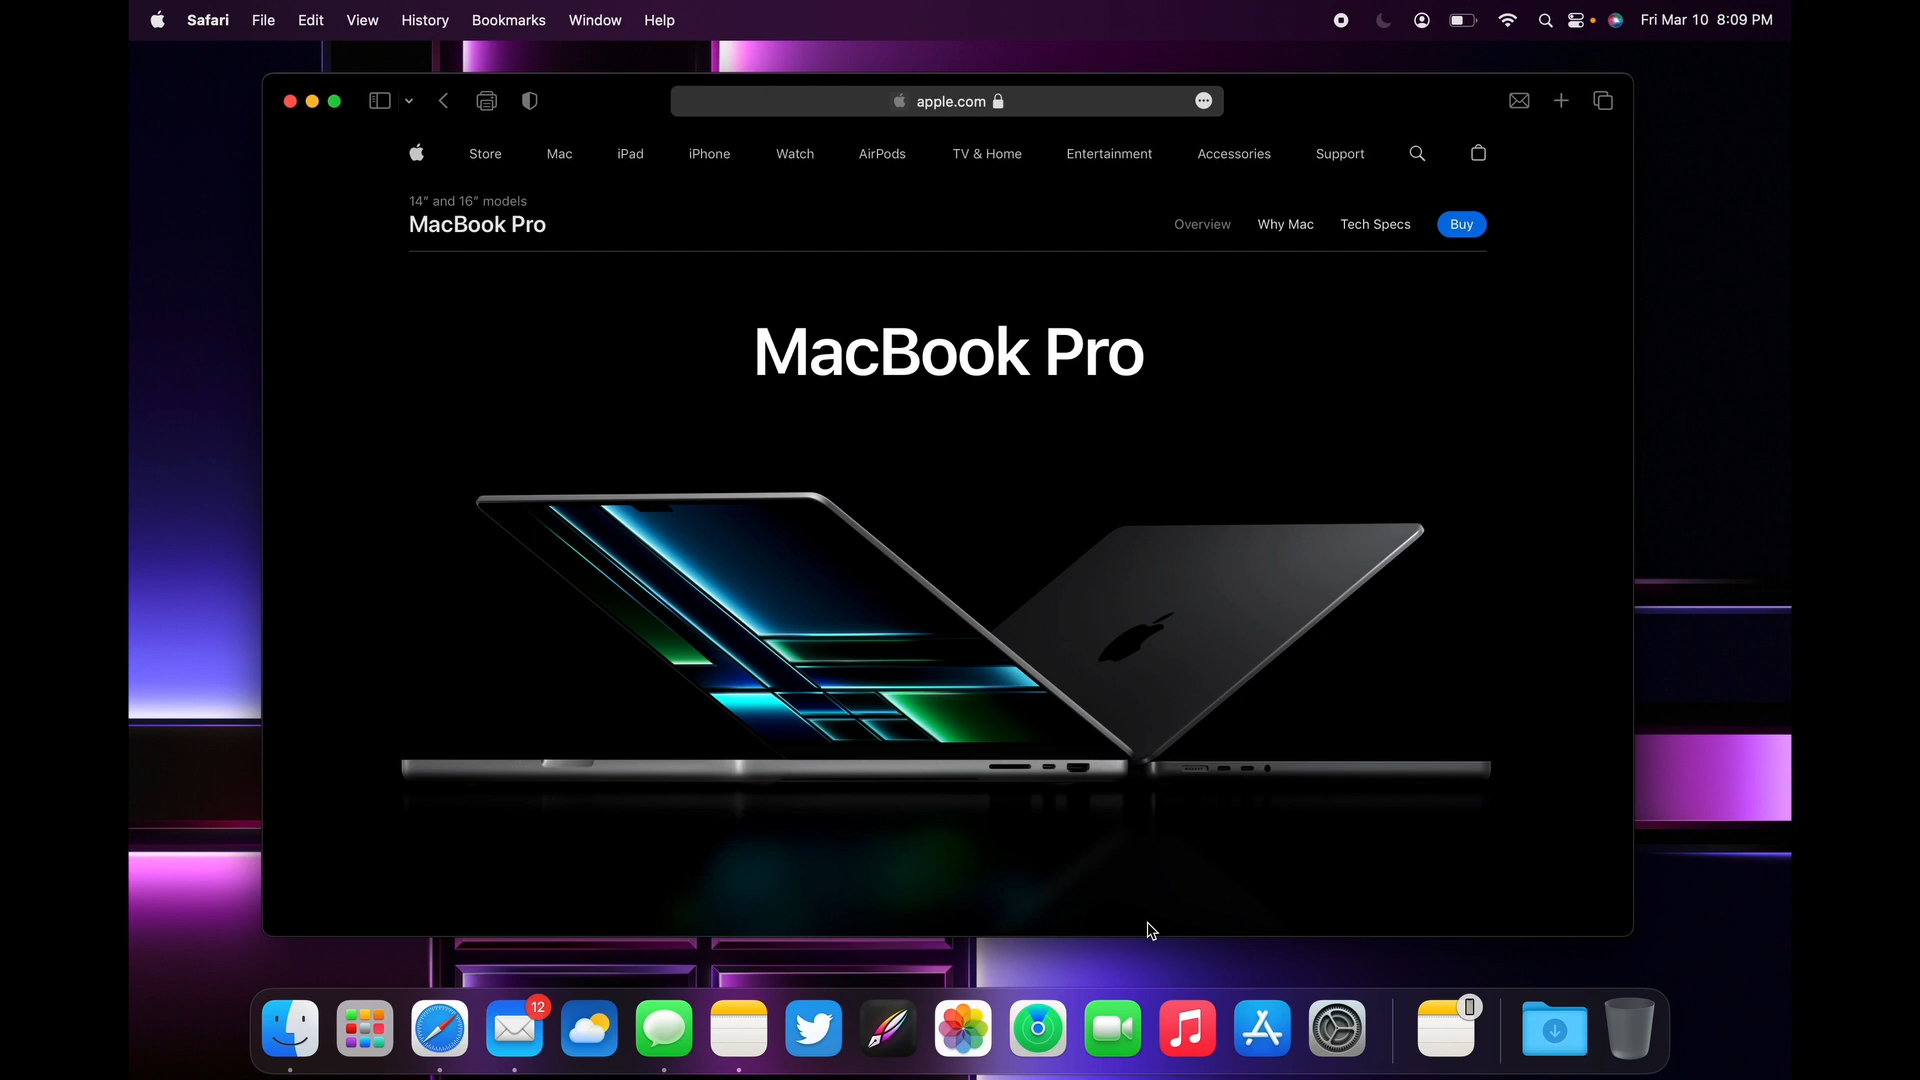 Safari File Edit View History Bookmarks Window Help Fri Mar 10 8:09 PM
apple.com
Store Mac iPad iPhone Watch AirPods TV & Home Entertainment Accessories Support
14" and 16" models
MacBook Pro
Overview Why Mac Tech Specs Buy
MacBook Pro
12